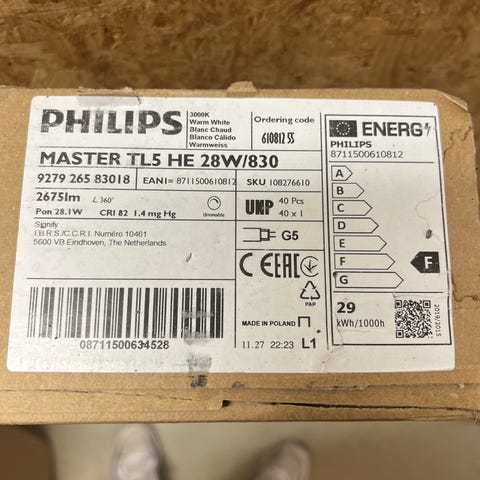 PHILIPS
3000K
Warm White
Blanc Chaud
Blanco Cálido
Warmweiss
Ordering code
610812 55
MASTER TL5 HE 28W/830
9279 265 83018
EAN1= 8711500610812
SKU 108276610
2675lm
∠ 360°
dimmable
Pon 28.1W
CRI 82
1.4 mg Hg
UNP
40 Pcs
40 x 1
Signify
I.B.R.S./C.C.R.I. Numéro 10461
5600 VB Eindhoven, The Netherlands
G5
CE EAC
PAP
08711500634528
MADE IN POLAND
11.27 22:23 L1
ENERG
PHILIPS
8711500610812
A
B
C
D
E
F
G
F
29
kWh/1000h
2019/2015